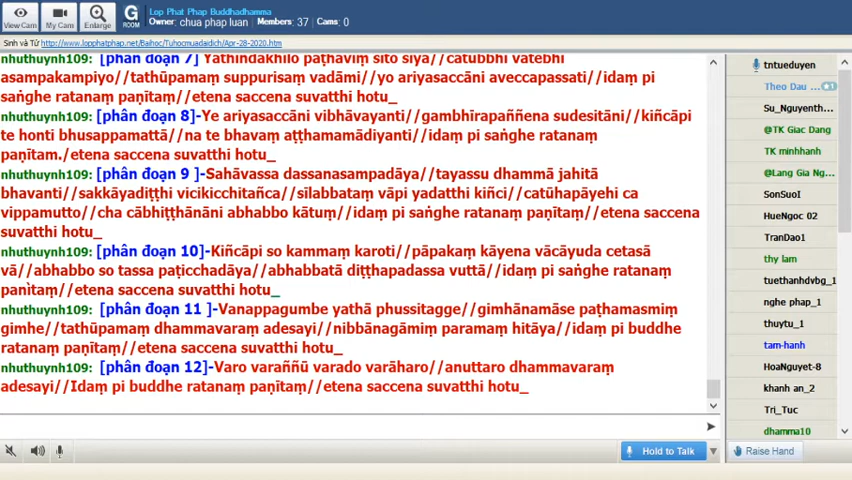 Lop Phat Phap Buddhadhamma
Owner: chua phap luan Members: 37 Cams: 0
View Cam
My Cam
Enlarge
G
ROOM
Sinh và Tử http://www.lopphatphap.net/Baihoc/Tuhocmuadaidich/Apr-28-2020.htm
nhuthuynh109: [phân đoạn 7] Yathindakhīlo paṭhaviṃ sito siyā//catubbhi vātebhi
asampakampiyo//tathūpamaṃ suppurisaṃ vadāmi//yo ariyasaccāni aveccapassati//idaṃ pi
saṅghe ratanaṃ paṇītaṃ//etena saccena suvatthi hotu_
nhuthuynh109: [phân đoạn 8]-Ye ariyasaccāni vibhāvayanti//gambhīrapaññena sudesitāni//kiñcāpi
te honti bhusappamattā//na te bhavaṃ aṭṭhamamādiyanti//idaṃ pi saṅghe ratanaṃ
paṇītam./etena saccena suvatthi hotu_
nhuthuynh109: [phân đoạn 9 ]-Sahāvassa dassanasampadāya//tayassu dhammā jahitā
bhavanti//sakkāyadiṭṭhi vicikicchitañca//sīlabbataṃ vāpi yadatthi kiñci//catūhapāyehi ca
vippamutto//cha cābhiṭṭhānāni abhabbo kātuṃ//idaṃ pi saṅghe ratanaṃ paṇītaṃ//etena saccena
suvatthi hotu_
nhuthuynh109: [phân đoạn 10]-Kiñcāpi so kammaṃ karoti//pāpakaṃ kāyena vācāyuda cetasā
vā//abhabbo so tassa paṭicchadāya//abhabbatā diṭṭhapadassa vuttā//idaṃ pi saṅghe ratanaṃ
panītaṃ//etena saccena suvatthi hotu_
nhuthuynh109: [phân đoạn 11 ]-Vanappagumbe yathā phussitagge//gimhānamāse paṭhamasmiṃ
gimhe//tathūpamaṃ dhammavaraṃ adesayi//nibbānagāmiṃ paramaṃ hitāya//idaṃ pi buddhe
ratanaṃ paṇītaṃ//etena saccena suvatthi hotu_
nhuthuynh109: [phân đoạn 12]-Varo varaññū varado varāharo//anuttaro dhammavaraṃ
adesayi//Idaṃ pi buddhe ratanaṃ paṇītaṃ//etena saccena suvatthi hotu_
tntueduyen
Theo Dau ... 1
Su_Nguyenth...
@TK Giac Dang
TK minhhanh
@Lang Gia Ng...
SonSuoI
HueNgoc 02
TranDao1
thy lam
tuethanhdvbg_1
nghe phap_1
thuytu_1
tam-hanh
HoaNguyet-8
khanh an_2
Tri_Tuc
dhamma10
Hold to Talk
Raise Hand